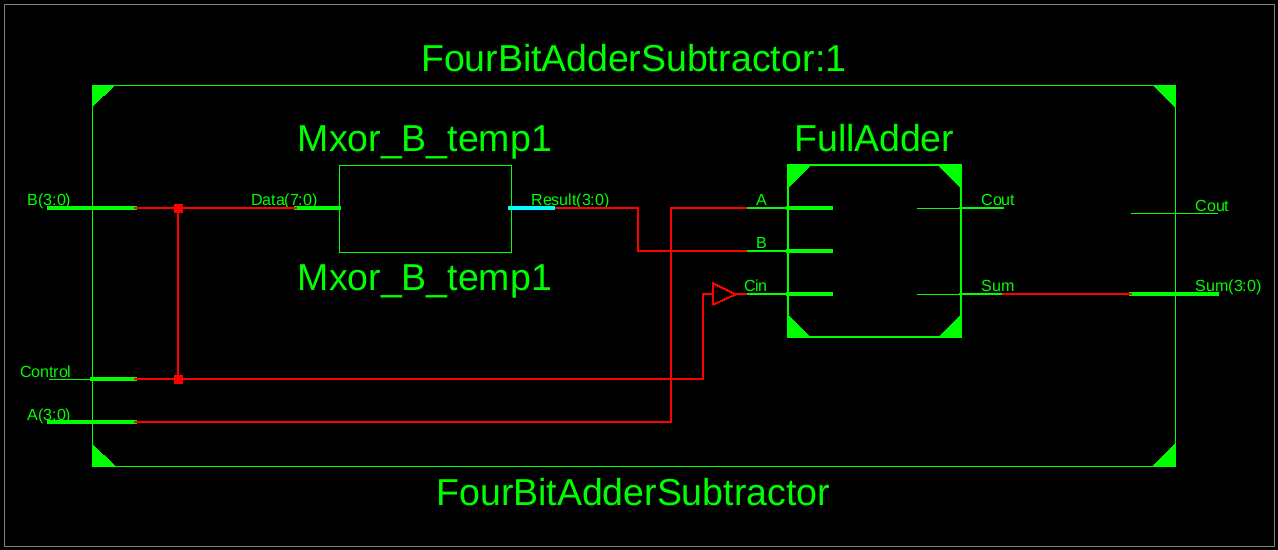 FourBitAdderSubtractor:1
Mxor_B_temp1
FullAdder
B(3:0)
Data(7:0)
Result(3:0)
A
Cout
Cout
B
Mxor_B_temp1
Cin
Sum
Sum(3:0)
Control
A(3:0)
FourBitAdderSubtractor